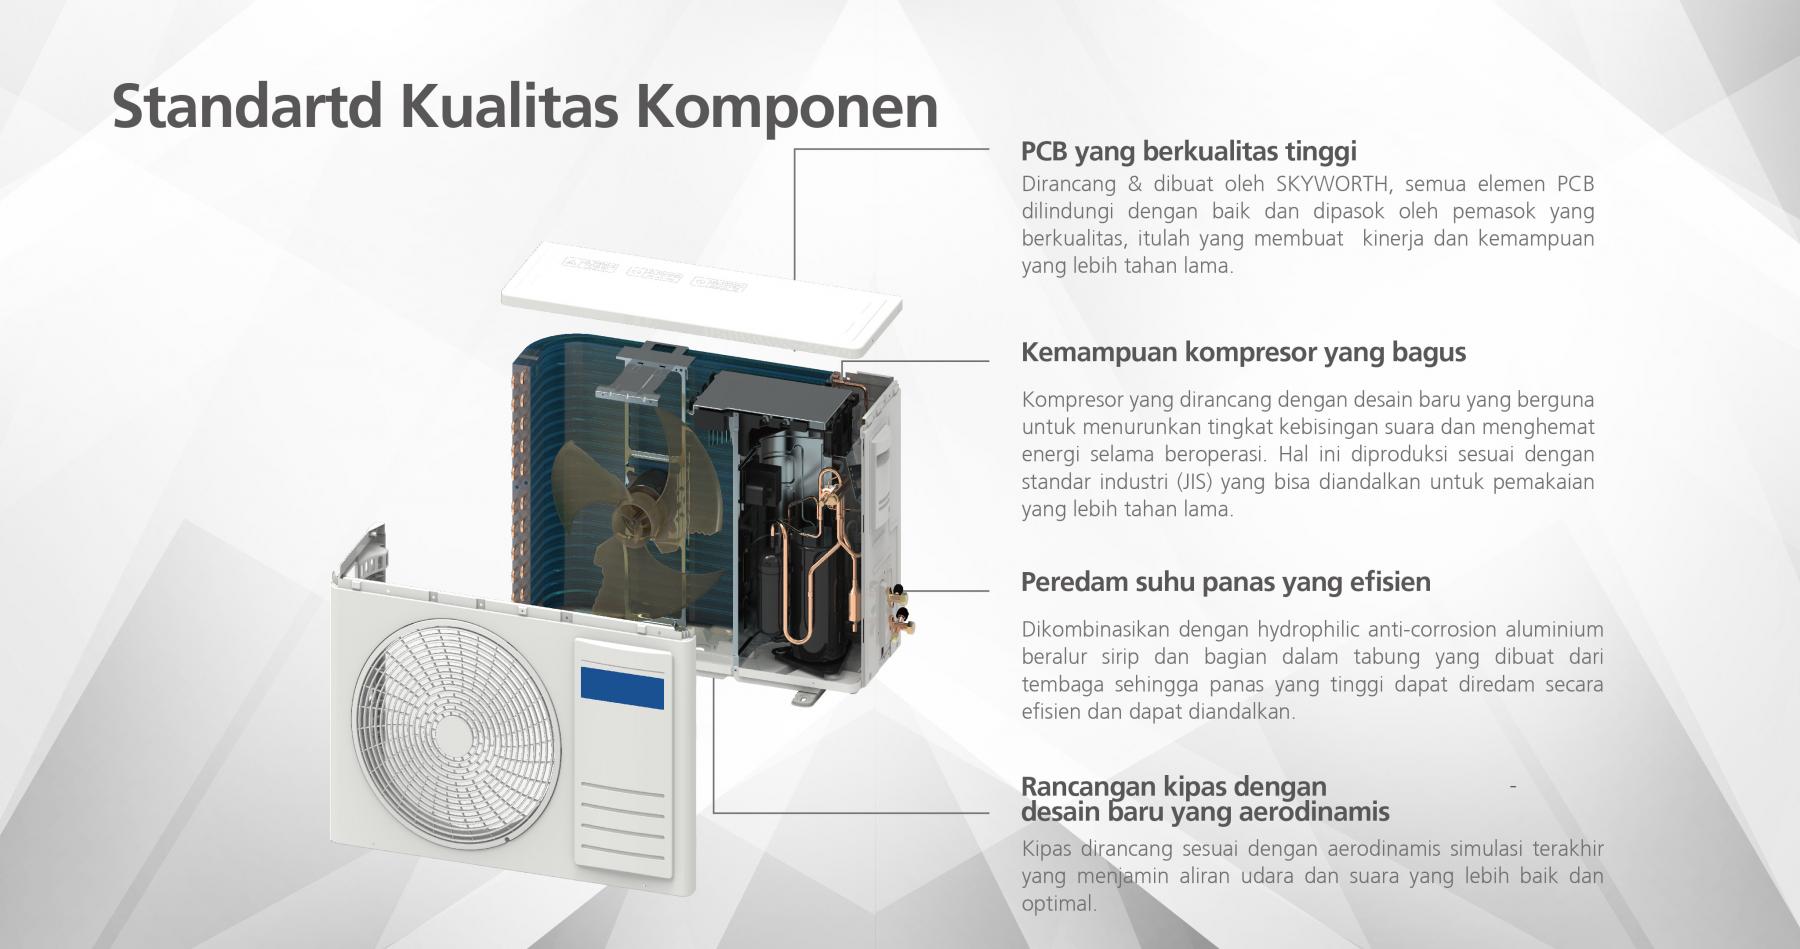 Standartd Kualitas Komponen
PCB yang berkualitas tinggi
Dirancang & dibuat oleh SKYWORTH, semua elemen PCB
dilindungi dengan baik dan dipasok oleh pemasok yang
berkualitas, itulah yang membuat kinerja dan kemampuan
yang lebih tahan lama.
Kemampuan kompresor yang bagus
Kompresor yang dirancang dengan desain baru yang berguna
untuk menurunkan tingkat kebisingan suara dan menghemat
energi selama beroperasi. Hal ini diproduksi sesuai dengan
standar industri (JIS) yang bisa diandalkan untuk pemakaian
yang lebih tahan lama.
Peredam suhu panas yang efisien
Dikombinasikan dengan hydrophilic anti-corrosion aluminium
beralur sirip dan bagian dalam tabung yang dibuat dari
tembaga sehingga panas yang tinggi dapat diredam secara
efisien dan dapat diandalkan.
Rancangan kipas dengan -
desain baru yang aerodinamis
Kipas dirancang sesuai dengan aerodinamis simulasi terakhir
yang menjamin aliran udara dan suara yang lebih baik dan
optimal.